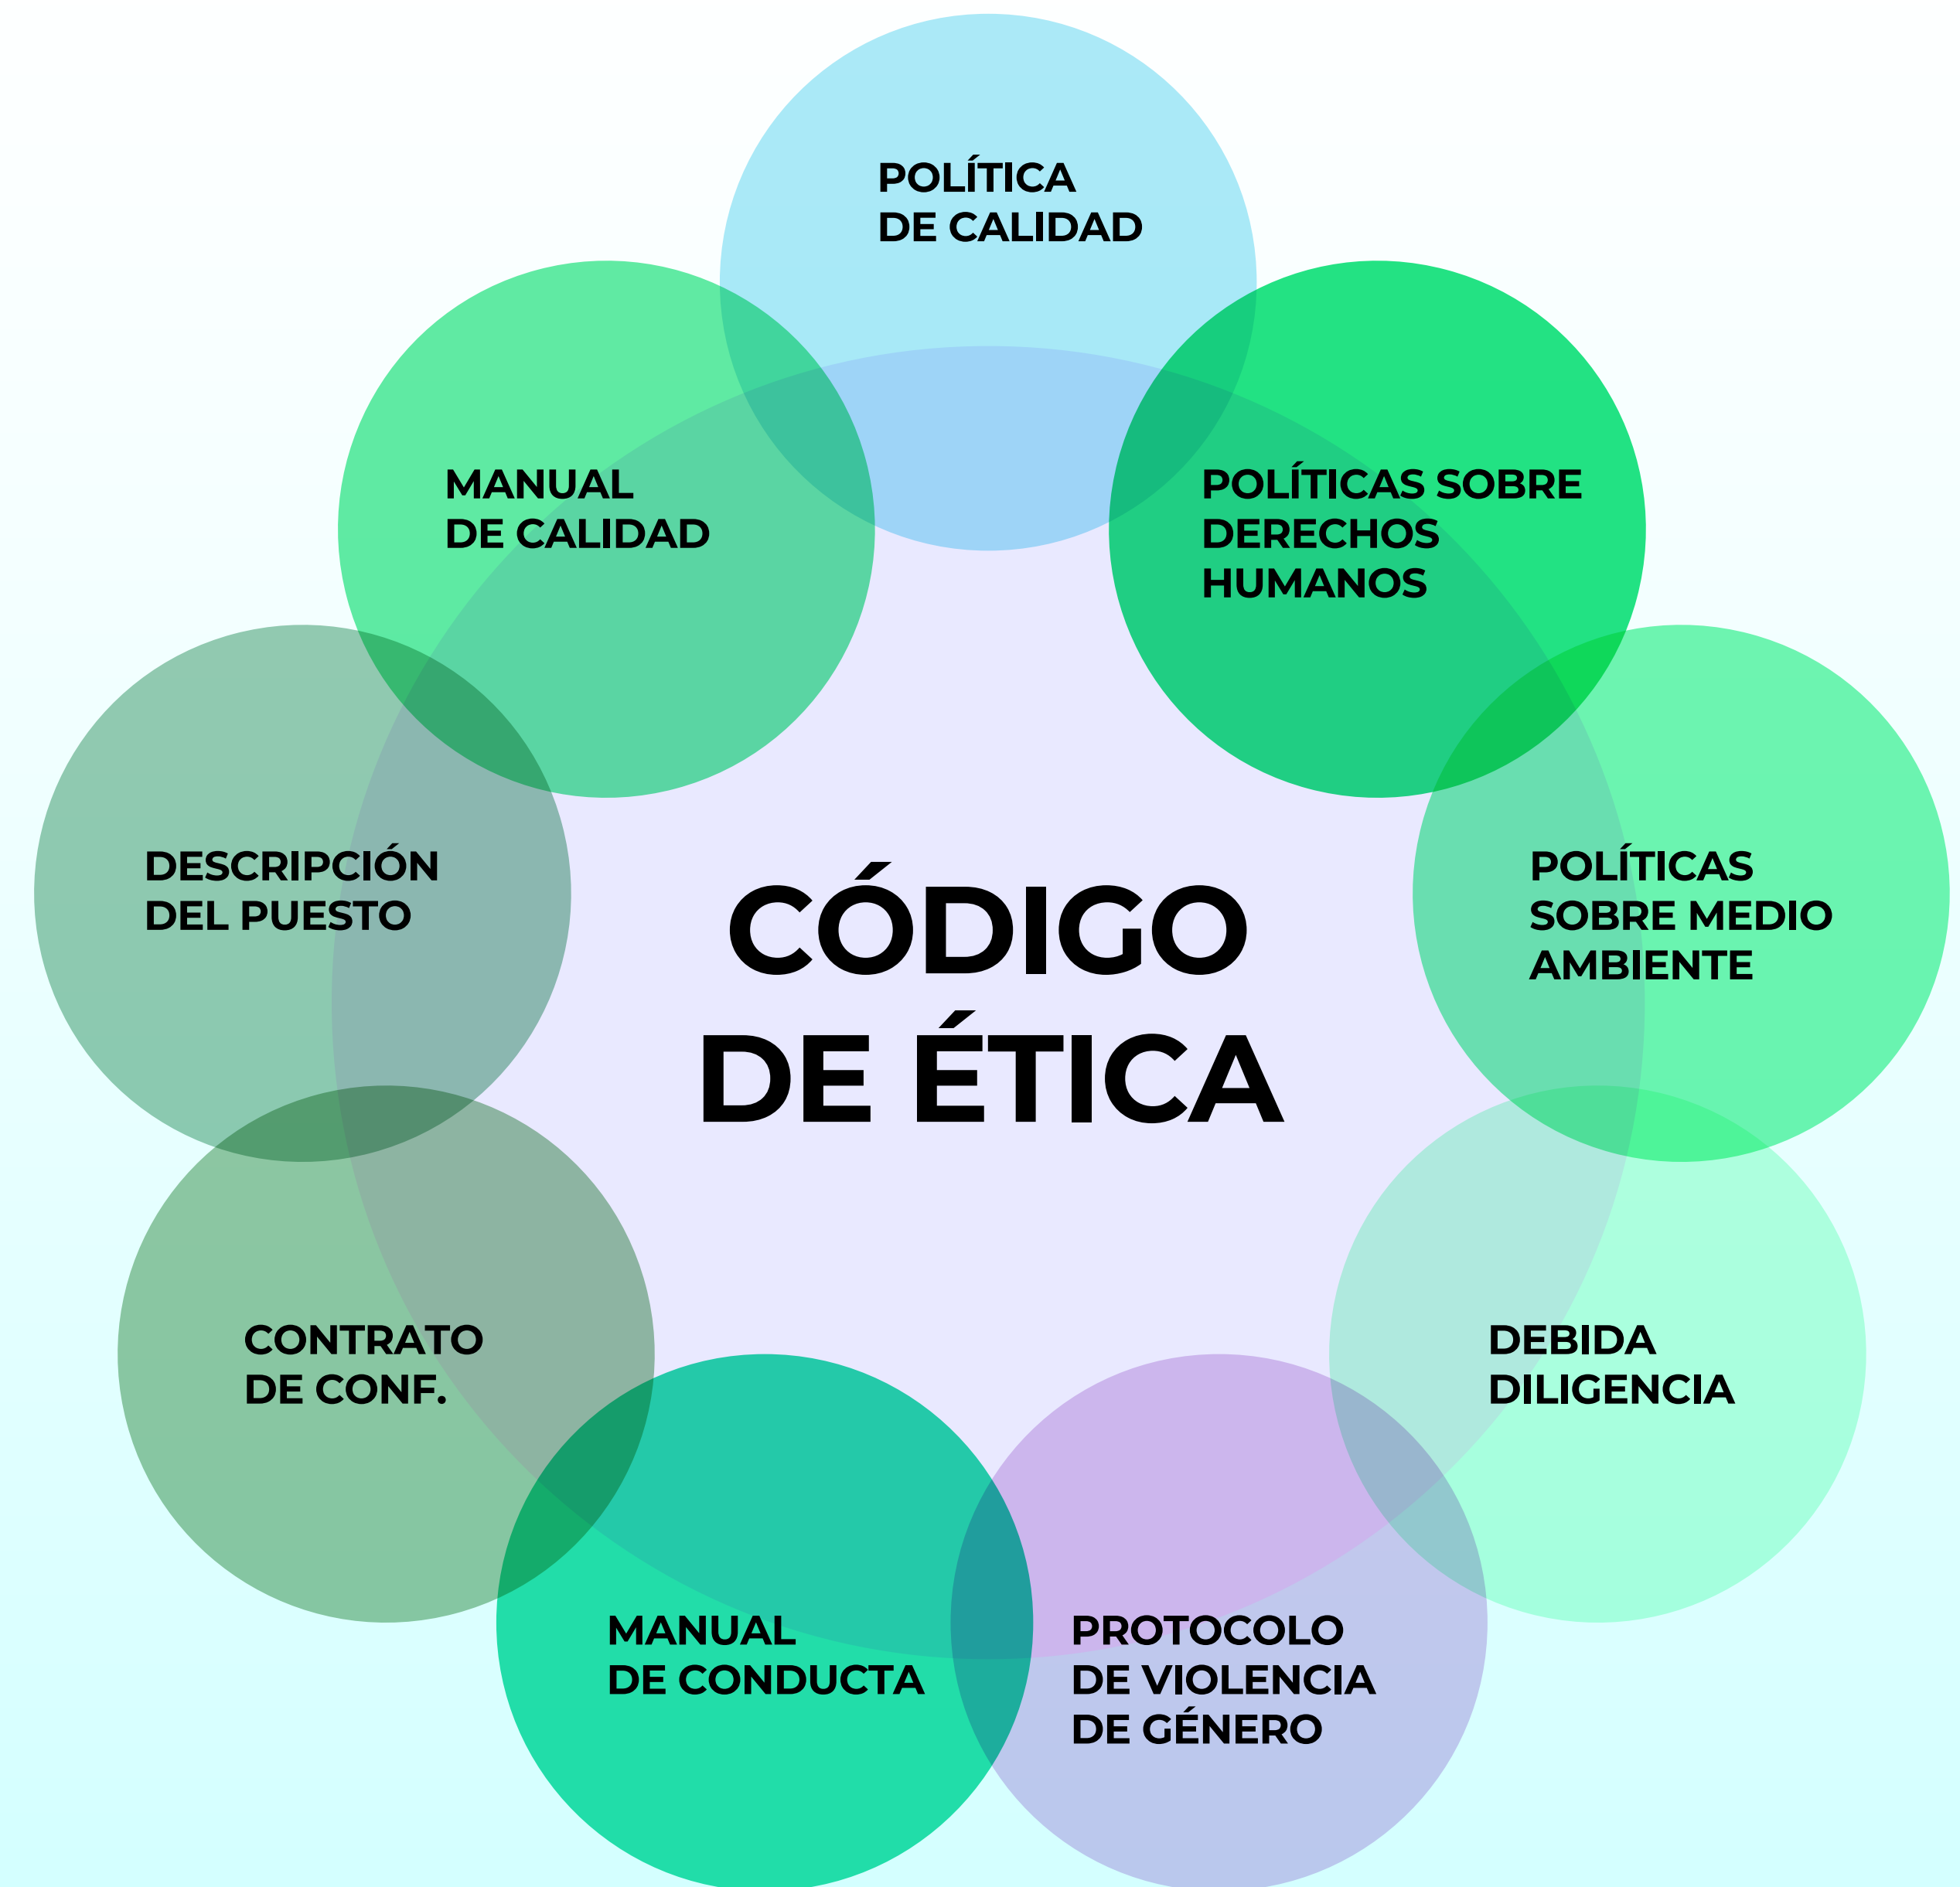 POLÍTICA
DE CALIDAD
MANUAL
DE CALIDAD
POLÍTICAS SOBRE
DERECHOS
HUMANOS
DESCRIPCIÓN
DEL PUESTO
CÓDIGO
DE ÉTICA
POLÍTICAS
SOBRE MEDIO
AMBIENTE
CONTRATO
DE CONF.
DEBIDA
DILIGENCIA
MANUAL
DE CONDUCTA
PROTOCOLO
DE VIOLENCIA
DE GÉNERO